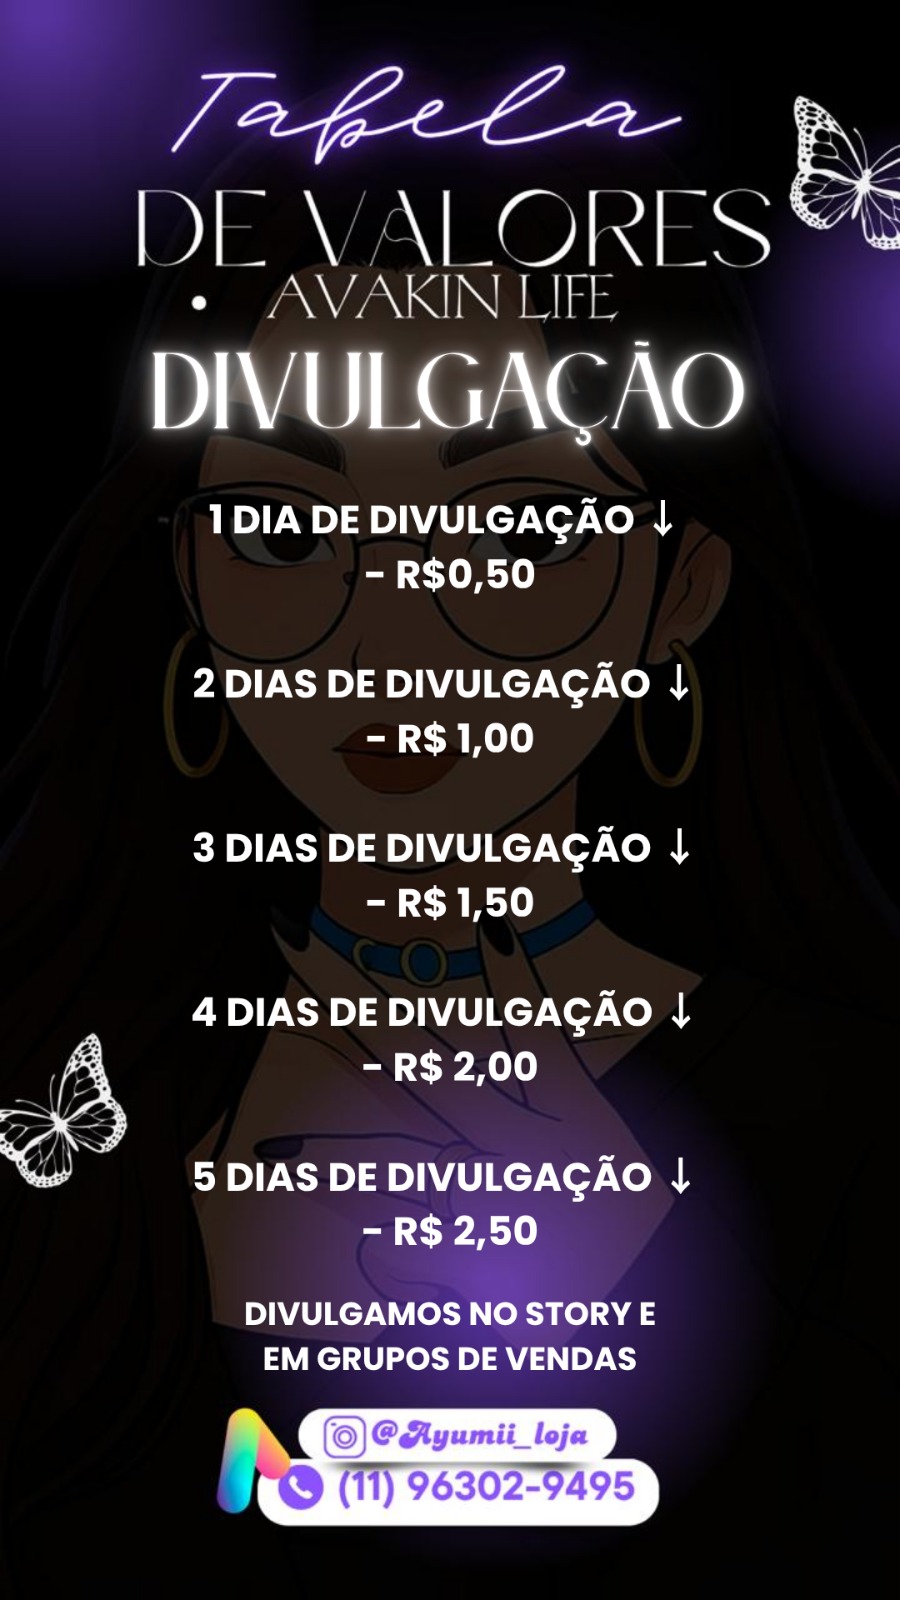 Tabela
DE VALORES
• AVAKIN LIFE
DIVULGAÇÃO
1 DIA DE DIVULGAÇÃO ↓
- R$0,50
2 DIAS DE DIVULGAÇÃO ↓
- R$ 1,00
3 DIAS DE DIVULGAÇÃO ↓
- R$ 1,50
4 DIAS DE DIVULGAÇÃO ↓
- R$ 2,00
5 DIAS DE DIVULGAÇÃO ↓
- R$ 2,50
DIVULGAMOS NO STORY E
EM GRUPOS DE VENDAS
@Ayumii_loja
(11) 96302-9495